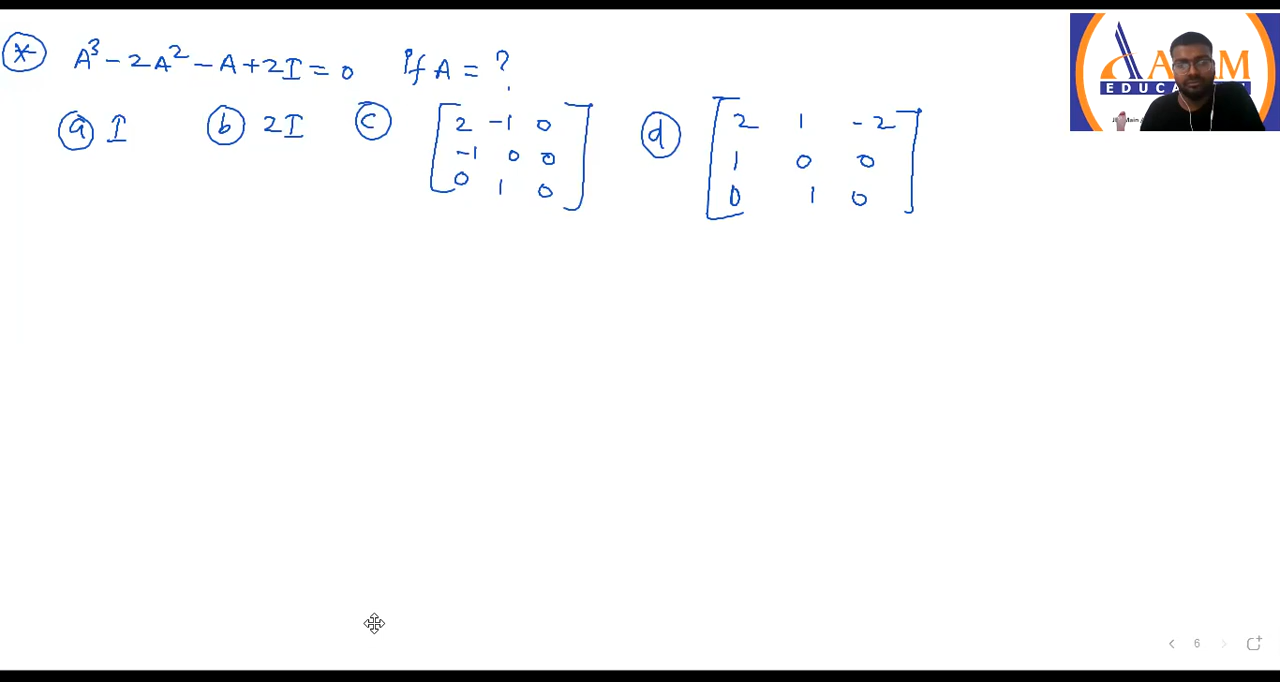 * A³ - 2A² - A + 2I = 0 If A = ?
(a) I (b) 2I (c) [2 -1 0
-1 0 0
0 1 0] (d) [2 1 -2
1 0 0
0 1 0]
EDUC
6